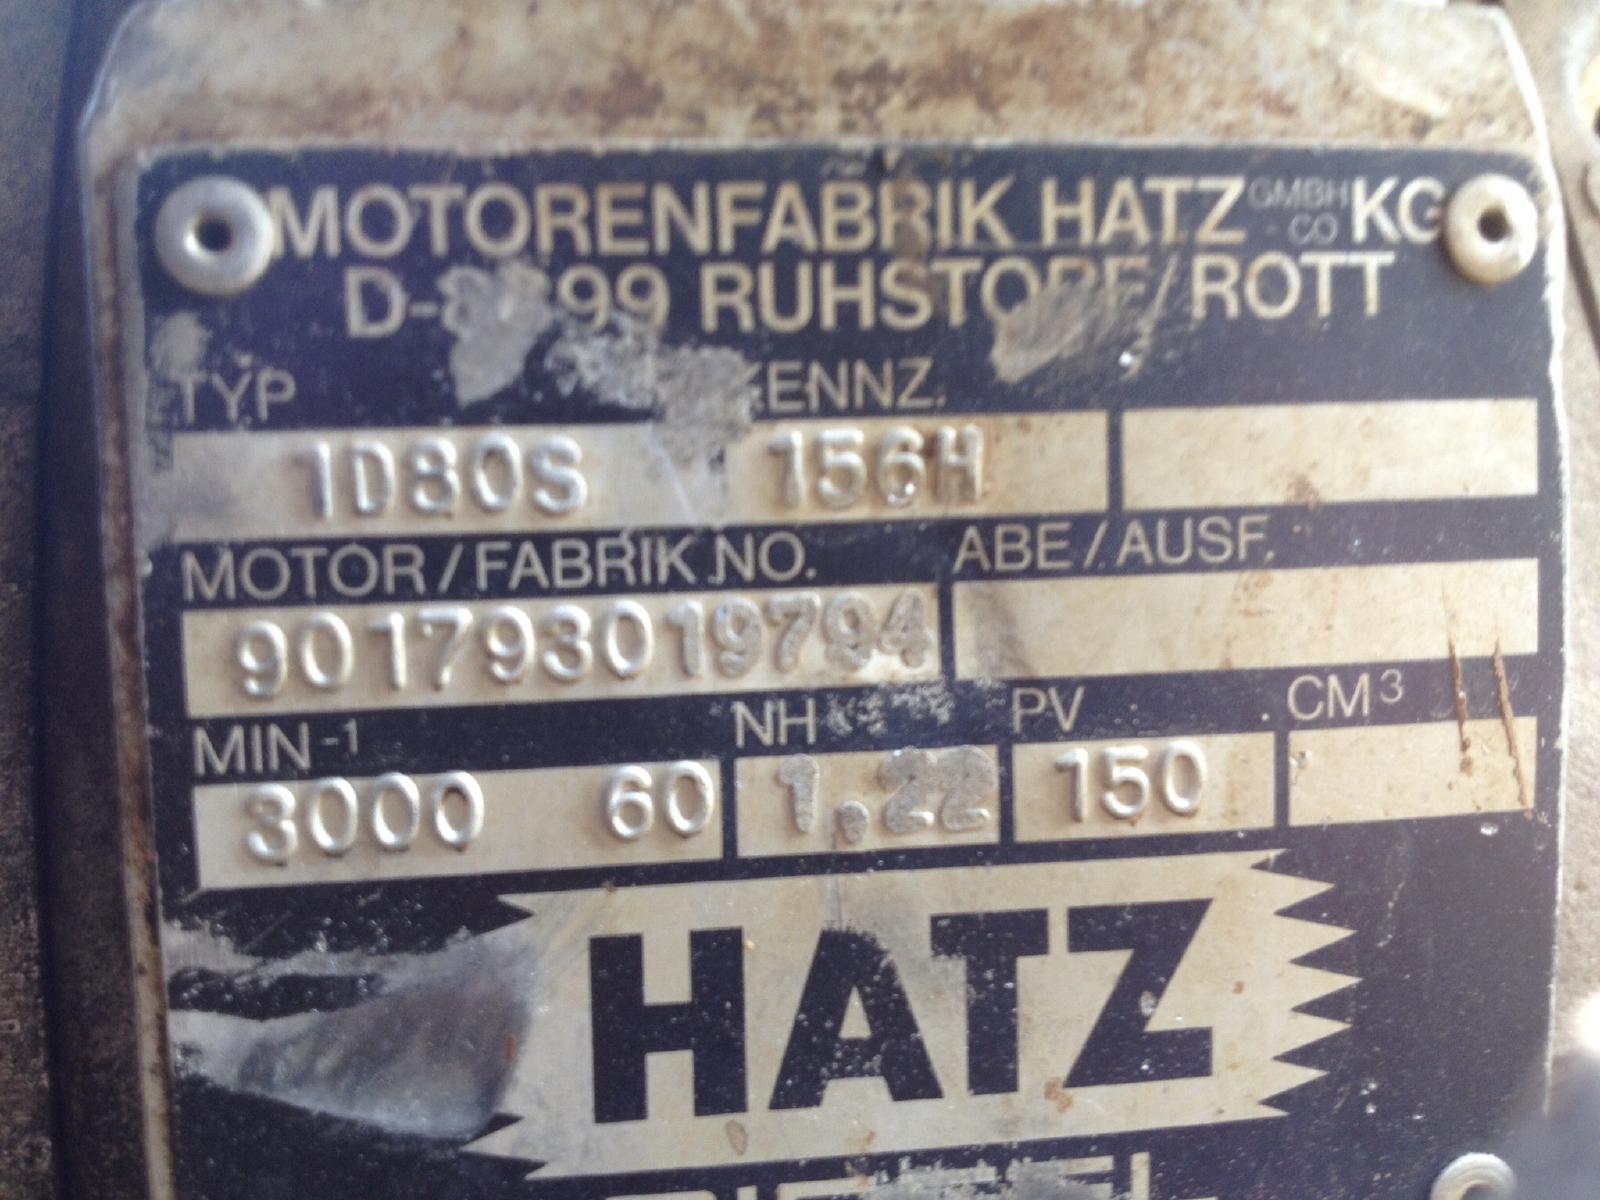 MOTORENFABRIK HATZ GMBH CO KG
RUHSTORF/ROTT
TYP KENNZ.
1D80S 156H
MOTOR/FABRIK NO. ABE/AUSF.
901793019794
MIN-1 NH PV CM³
3000 60 1,22 150
HATZ
DIESEL